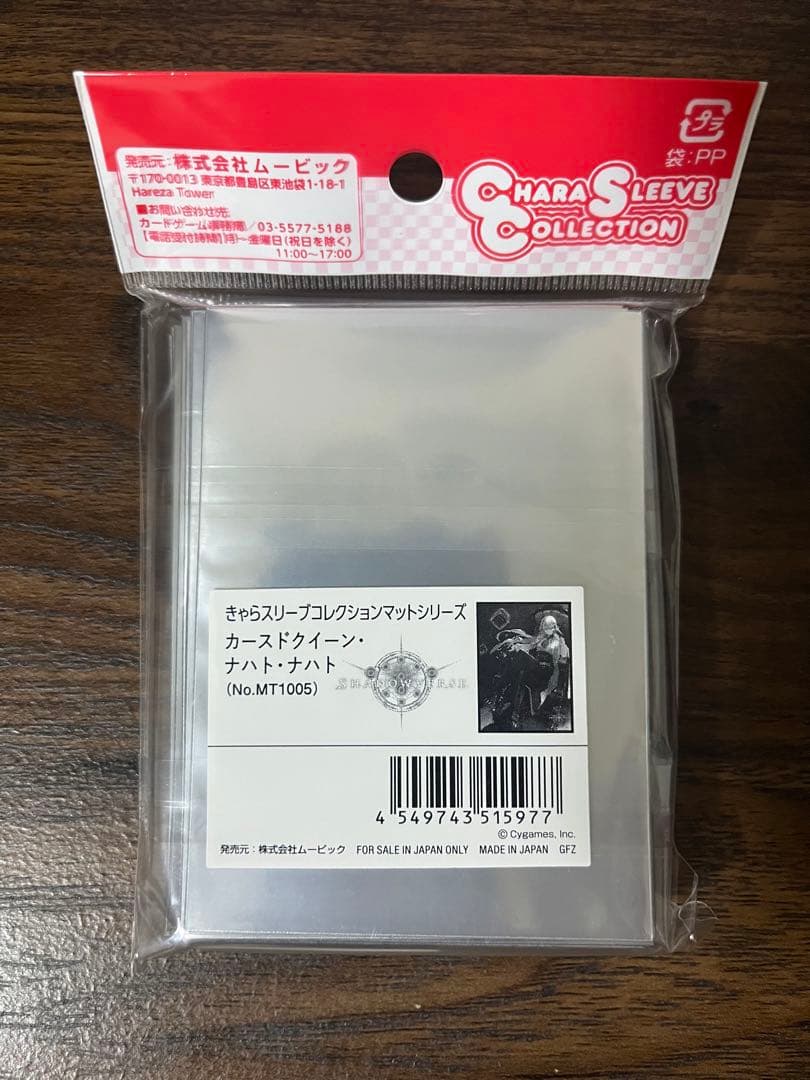 発売元:株式会社ムービック
〒170-0013 東京都豊島区東池袋1-18-1
Hareza Tower
■お問い合わせ先
カードゲーム事務局/03-5577-5188
【電話受付時間】月〜金曜日(祝日を除く)
11:00〜17:00
CHARA SLEEVE
COLLECTION
プラ
袋:PP
きゃらスリーブコレクションマットシリーズ
カースドクイーン・
ナハト・ナハト
(No.MT1005)
SHADOWVERSE
4 549743 515977
© Cygames, Inc.
発売元:株式会社ムービック FOR SALE IN JAPAN ONLY MADE IN JAPAN GFZ